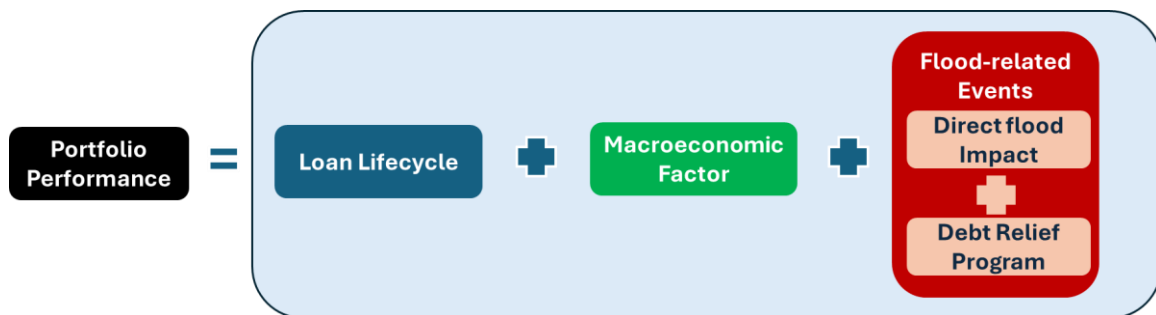 Portfolio
Performance
=
Loan Lifecycle
Macroeconomic
Factor
Flood-related
Events
Direct flood
Impact
Debt Relief
Program